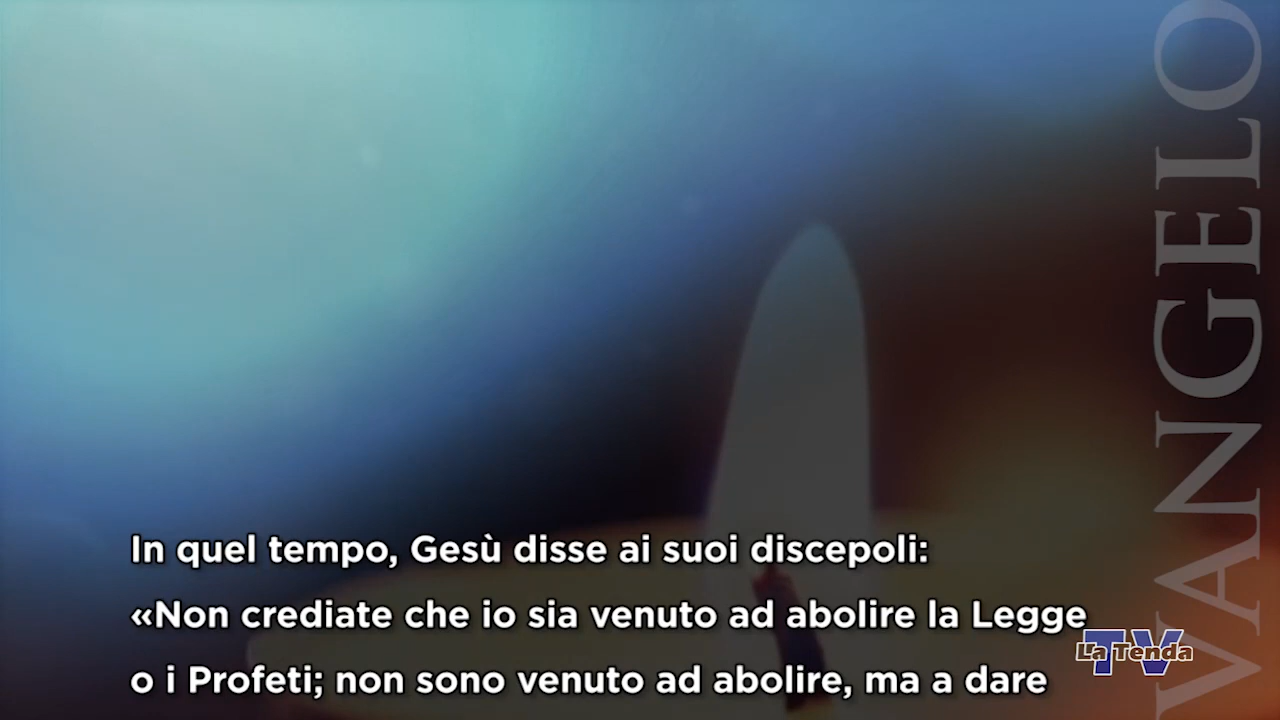 In quel tempo, Gesù disse ai suoi discepoli:
«Non crediate che io sia venuto ad abolire la Legge
o i Profeti; non sono venuto ad abolire, ma a dare
VANGELO
La Tenda
TV